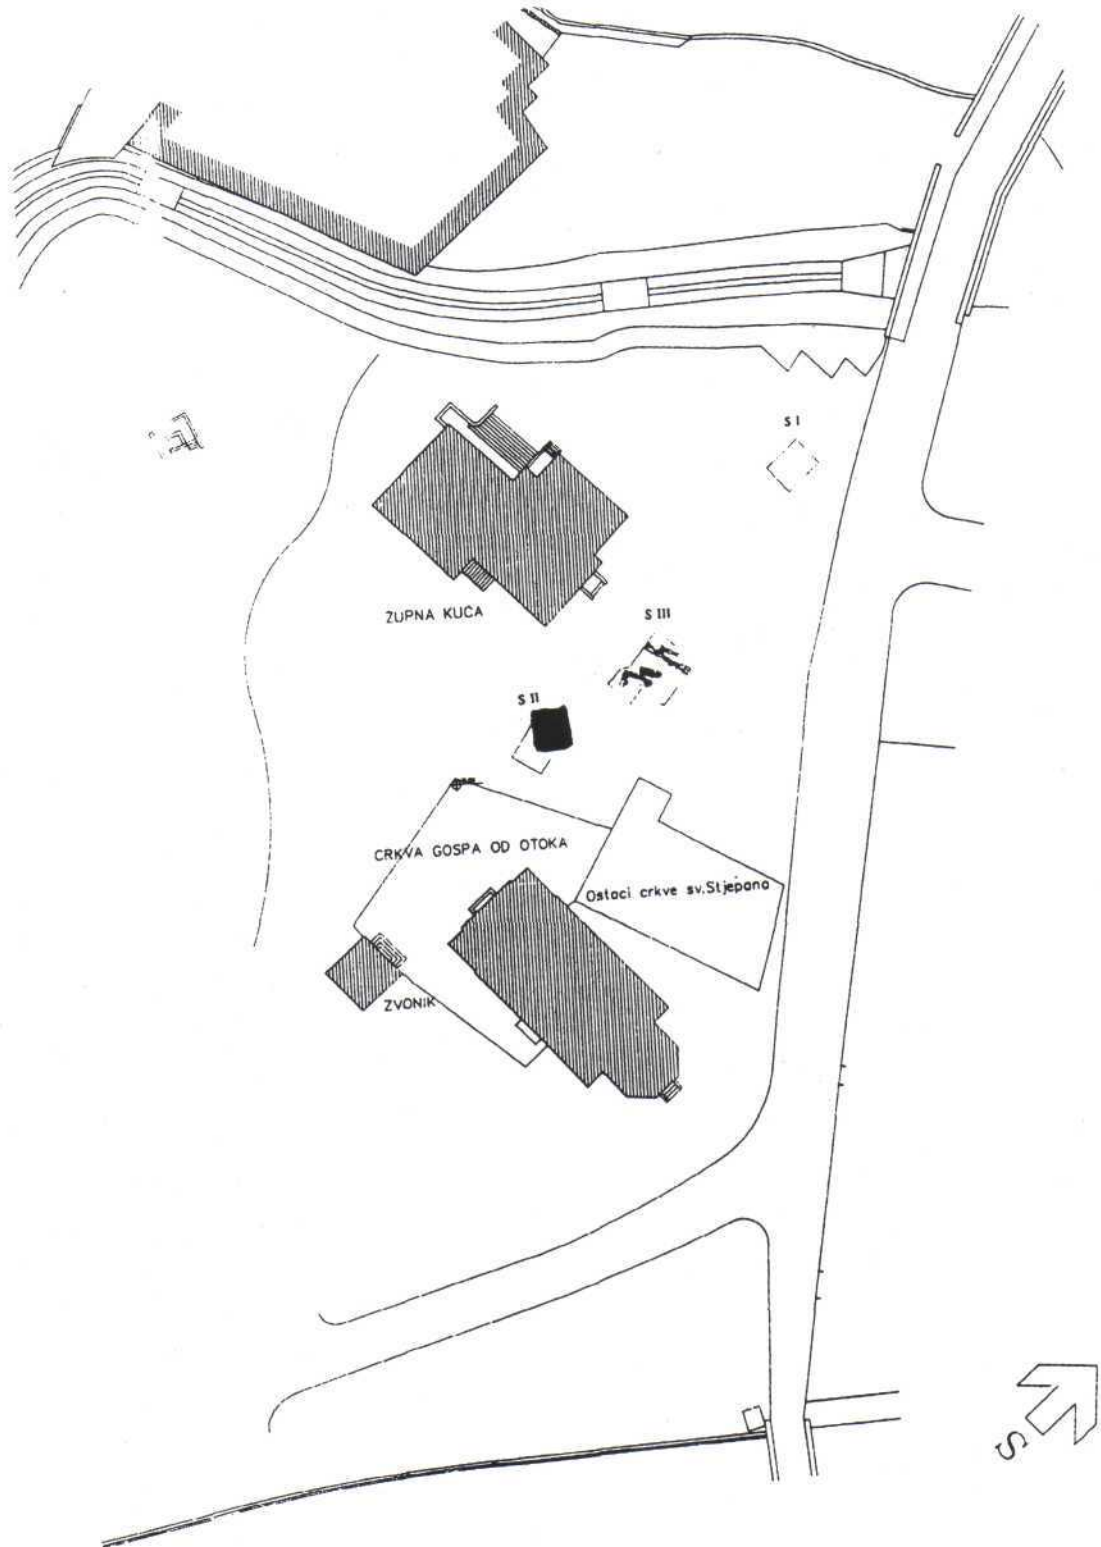 S I
ZUPNA KUCA
S III
S II
CRKVA GOSPA OD OTOKA
Ostaci crkve sv.Stjepana
ZVONIK
S